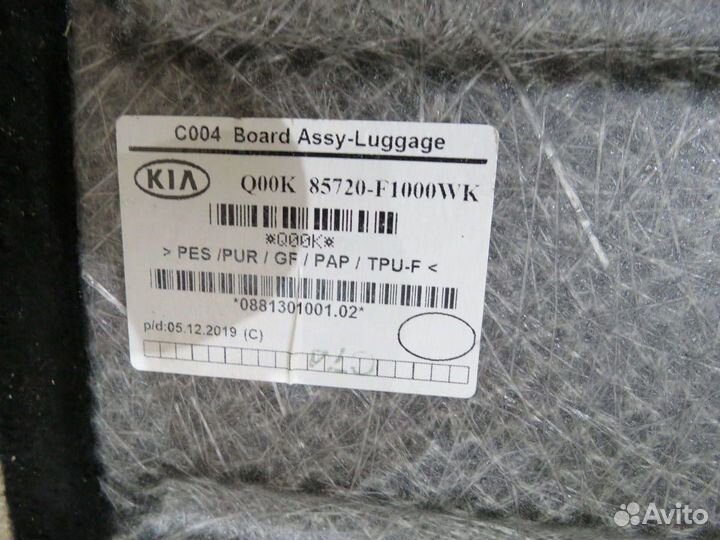 C004 Board Assy-Luggage
KIA Q00K 85720-F1000WK
*Q00K*
> PES /PUR / GF / PAP / TPU-F <
*0881301001.02*
p/d:05.12.2019 (C)
Avito